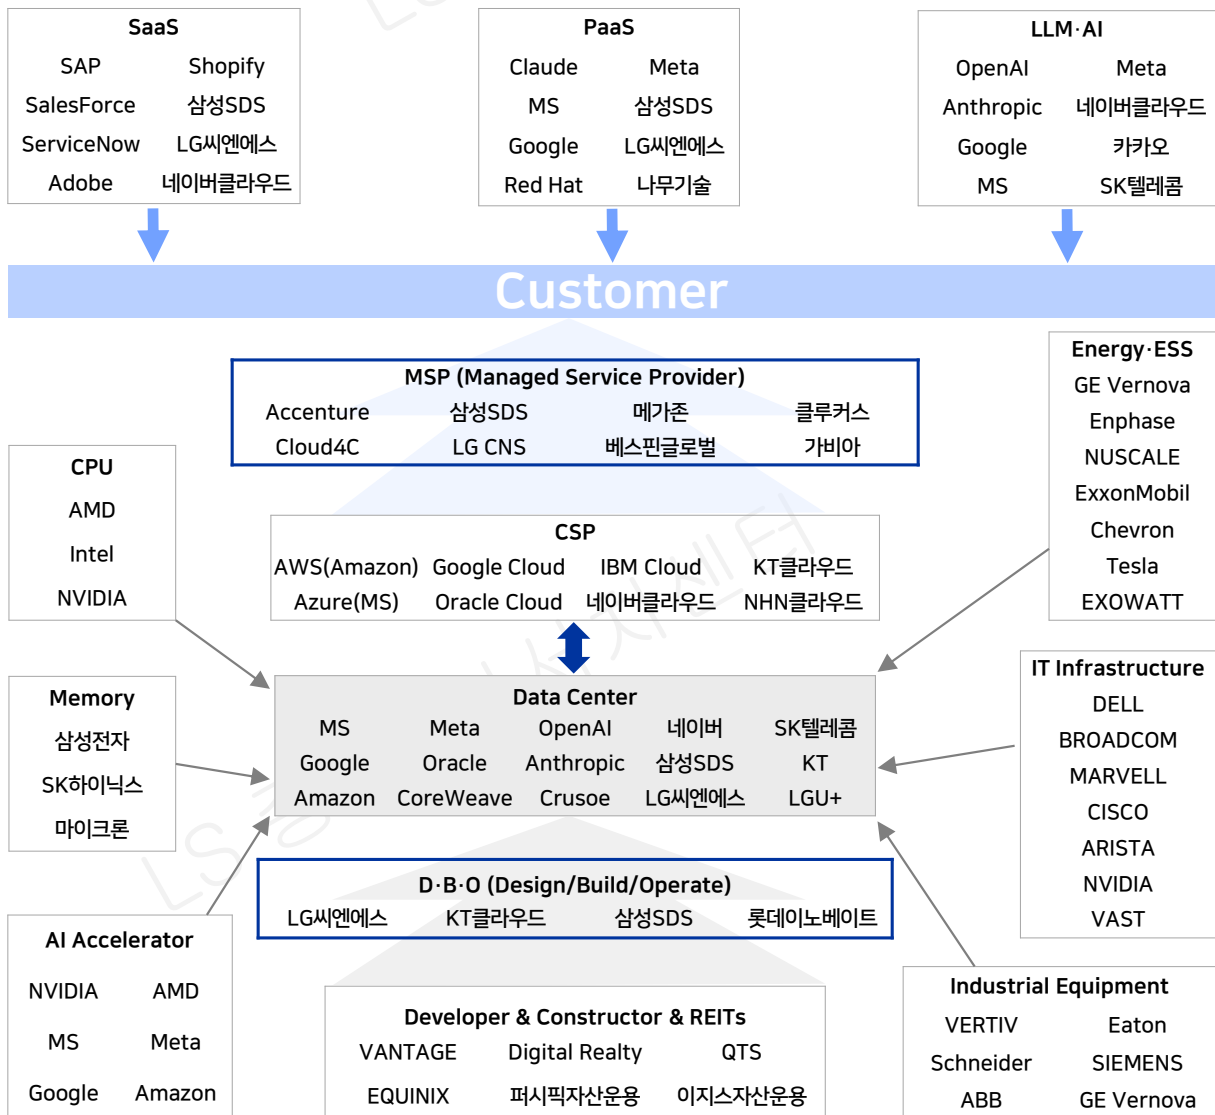 SaaS
SAP Shopify
SalesForce 삼성SDS
ServiceNow LG씨엔에스
Adobe 네이버클라우드
PaaS
Claude Meta
MS 삼성SDS
Google LG씨엔에스
Red Hat 나무기술
LLM·AI
OpenAI Meta
Anthropic 네이버클라우드
Google 카카오
MS SK텔레콤
Customer
MSP (Managed Service Provider)
Accenture 삼성SDS 메가존 클루커스
Cloud4C LG CNS 베스핀글로벌 가비아
Energy·ESS
GE Vernova
Enphase
NUSCALE
ExxonMobil
Chevron
Tesla
EXOWATT
CPU
AMD
Intel
NVIDIA
CSP
AWS(Amazon) Google Cloud IBM Cloud KT클라우드
Azure(MS) Oracle Cloud 네이버클라우드 NHN클라우드
Memory
삼성전자
SK하이닉스
마이크론
Data Center
MS Meta OpenAI 네이버 SK텔레콤
Google Oracle Anthropic 삼성SDS KT
Amazon CoreWeave Crusoe LG씨엔에스 LGU+
IT Infrastructure
DELL
BROADCOM
MARVELL
CISCO
ARISTA
NVIDIA
VAST
D·B·O (Design/Build/Operate)
LG씨엔에스 KT클라우드 삼성SDS 롯데이노베이트
AI Accelerator
NVIDIA AMD
MS Meta
Google Amazon
Developer & Constructor & REITs
VANTAGE Digital Realty QTS
EQUINIX 퍼시픽자산운용 이지스자산운용
Industrial Equipment
VERTIV Eaton
Schneider SIEMENS
ABB GE Vernova